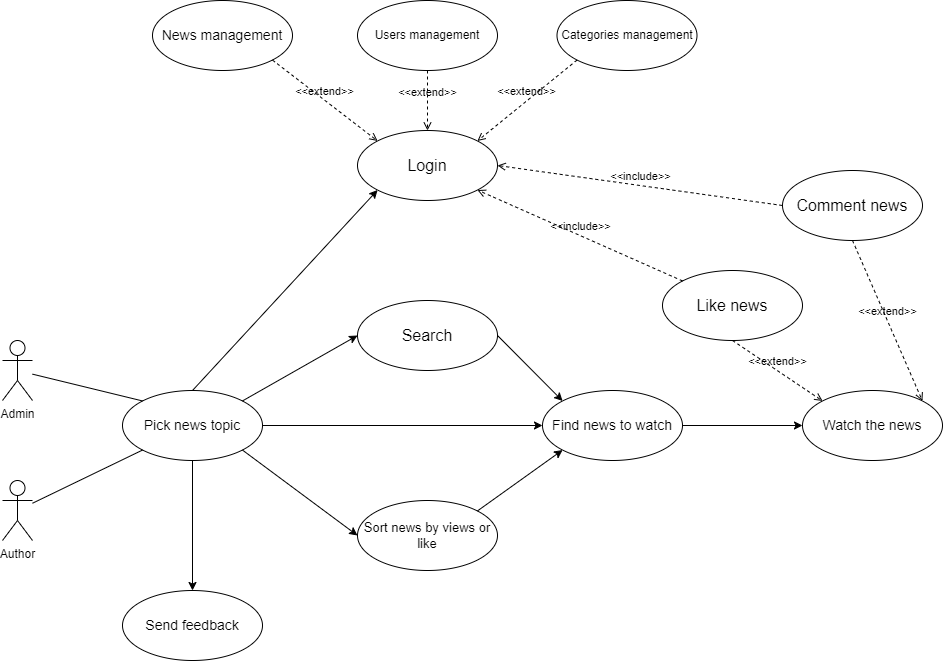 News management
Users management
Categories management
<<extend>>
<<extend>>
<<extend>>
Login
<<include>>
Comment news
<<include>>
Like news
<<extend>>
Search
<<extend>>
Admin
Pick news topic
Find news to watch
Watch the news
Author
Sort news by views or
like
Send feedback